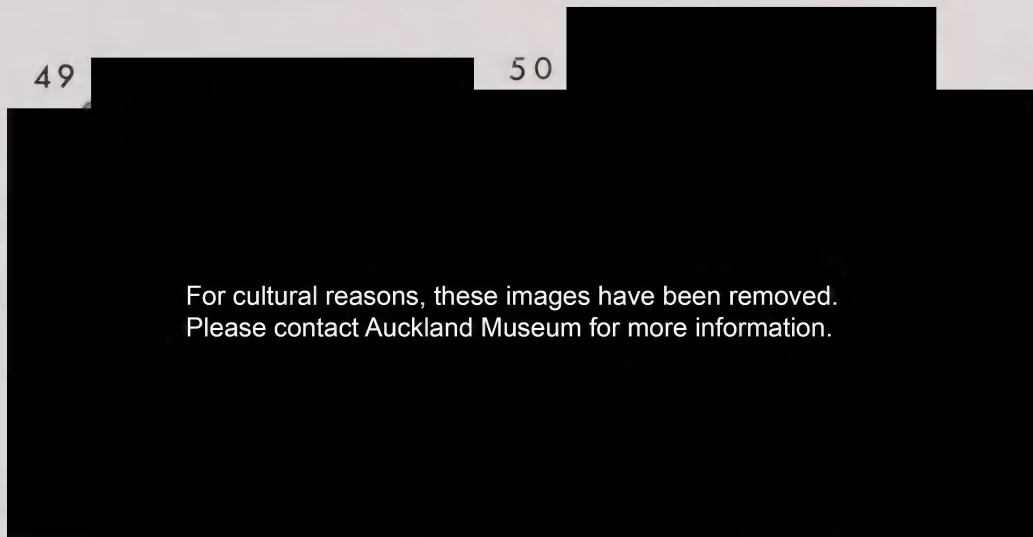 49
50
For cultural reasons, these images have been removed.
Please contact Auckland Museum for more information.